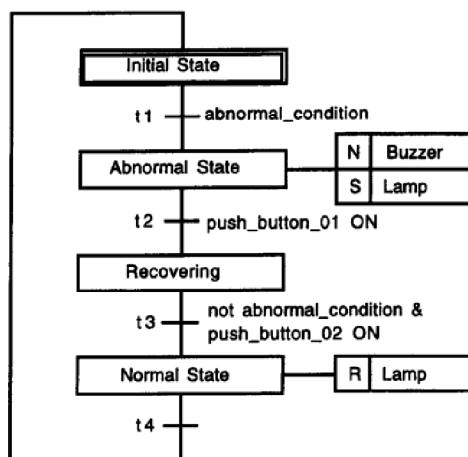 Initial State
t1 abnormal_condition
Abnormal State
N Buzzer
S Lamp
t2 push_button_01 ON
Recovering
t3 not abnormal_condition &
push_button_02 ON
Normal State
R Lamp
t4